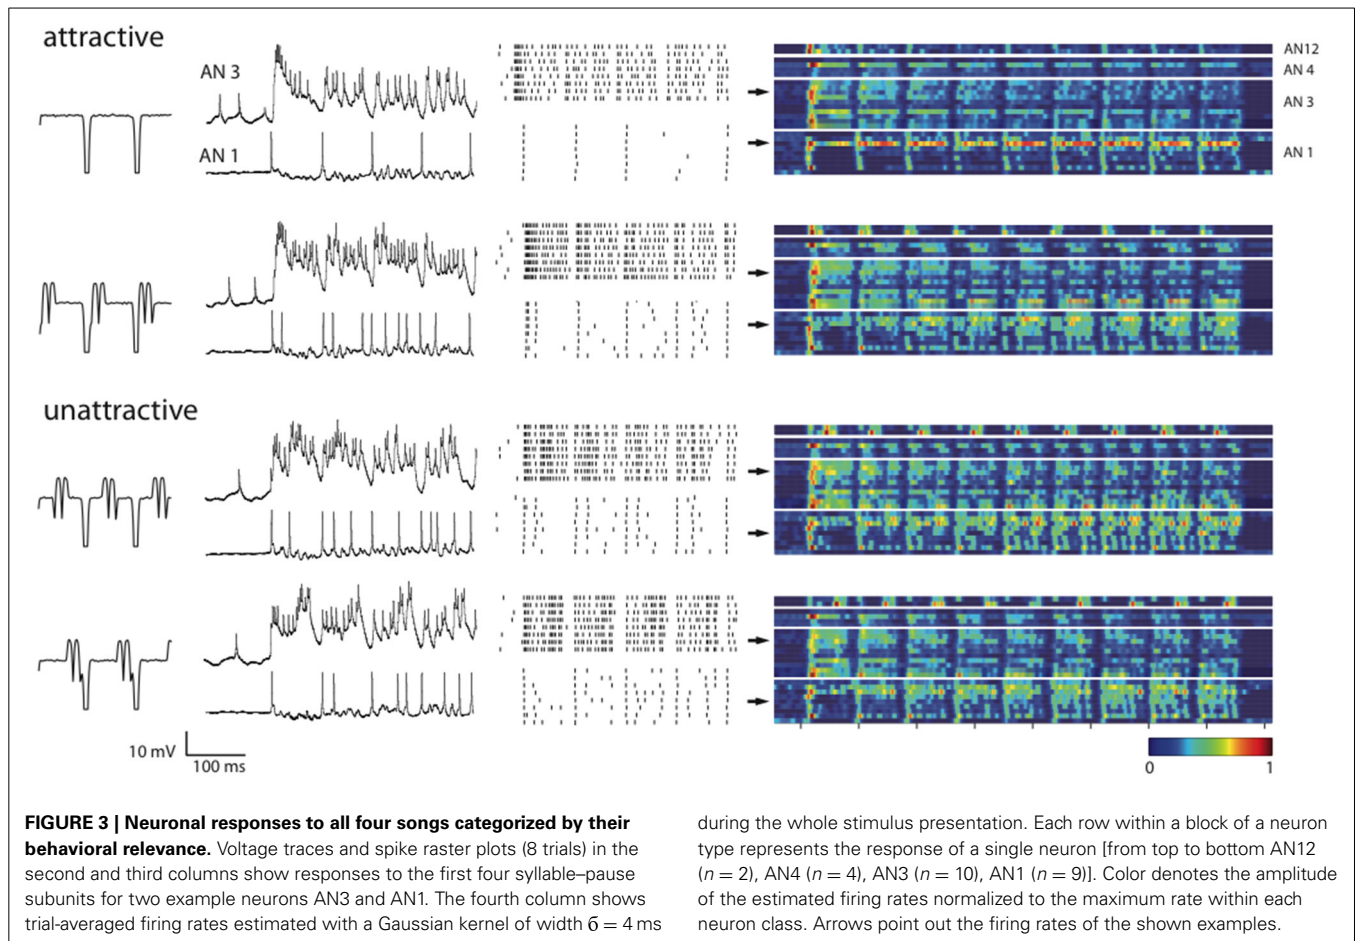 attractive
AN 3
AN 1
AN12
AN 4
AN 3
AN 1
unattractive
10 mV
100 ms
0
1
FIGURE 3 | Neuronal responses to all four songs categorized by their
behavioral relevance. Voltage traces and spike raster plots (8 trials) in the
second and third columns show responses to the first four syllable–pause
subunits for two example neurons AN3 and AN1. The fourth column shows
trial-averaged firing rates estimated with a Gaussian kernel of width б = 4 ms
during the whole stimulus presentation. Each row within a block of a neuron
type represents the response of a single neuron [from top to bottom AN12
(n = 2), AN4 (n = 4), AN3 (n = 10), AN1 (n = 9)]. Color denotes the amplitude
of the estimated firing rates normalized to the maximum rate within each
neuron class. Arrows point out the firing rates of the shown examples.